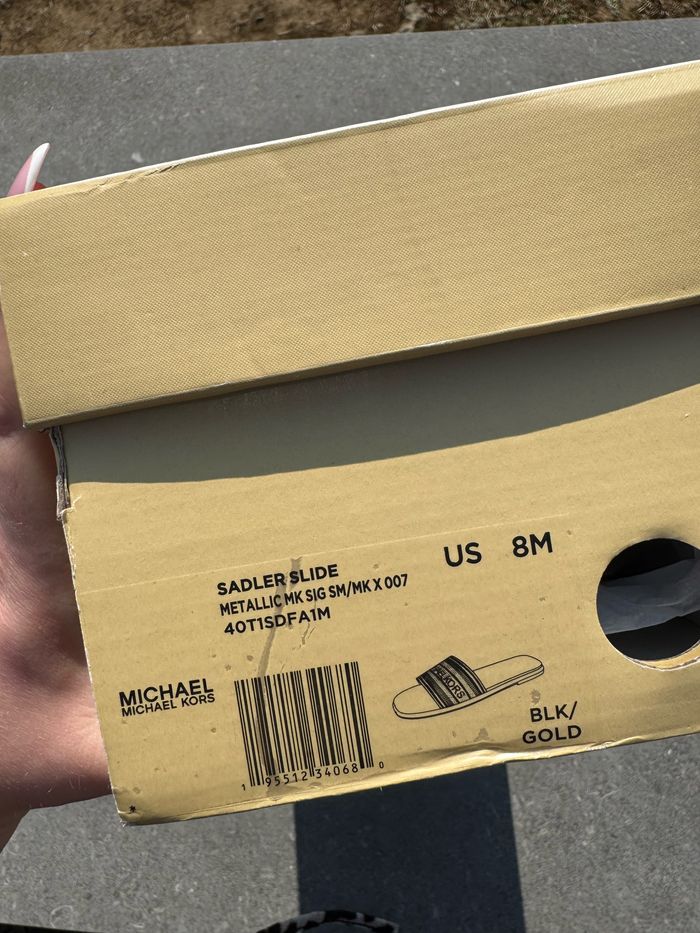 US 8M
SADLER SLIDE
METALLIC MK SIG SM/MK X 007
40T1SDFA1M
MICHAEL
MICHAEL KORS
KORS
BLK/
GOLD
1 95512 34068 0